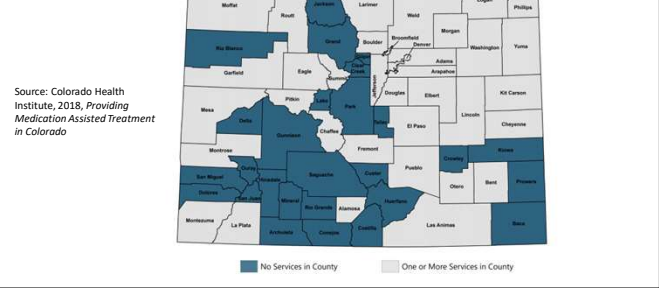 Moffat
Routt
Jackson
Larimer
Weld
Logan
Phillips
Morgan
Washington
Yuma
Rio Blanco
Grand
Boulder
Broomfield
Denver
Adams
Arapahoe
Garfield
Eagle
Summit
Clear
Creek
Jefferson
Douglas
Elbert
Kit Carson
Source: Colorado Health
Institute, 2018, Providing
Medication Assisted Treatment
in Colorado
Mesa
Pitkin
Lake
Park
Teller
Lincoln
Cheyenne
Delta
Gunnison
Chaffee
El Paso
Montrose
Fremont
Crowley
Kiowa
Ouray
San Miguel
Hinsdale
Saguache
Custer
Pueblo
Otero
Bent
Prowers
Dolores
San Juan
Mineral
Rio Grande
Alamosa
Huerfano
Montezuma
La Plata
Archuleta
Conejos
Costilla
Las Animas
Baca
No Services in County
One or More Services in County